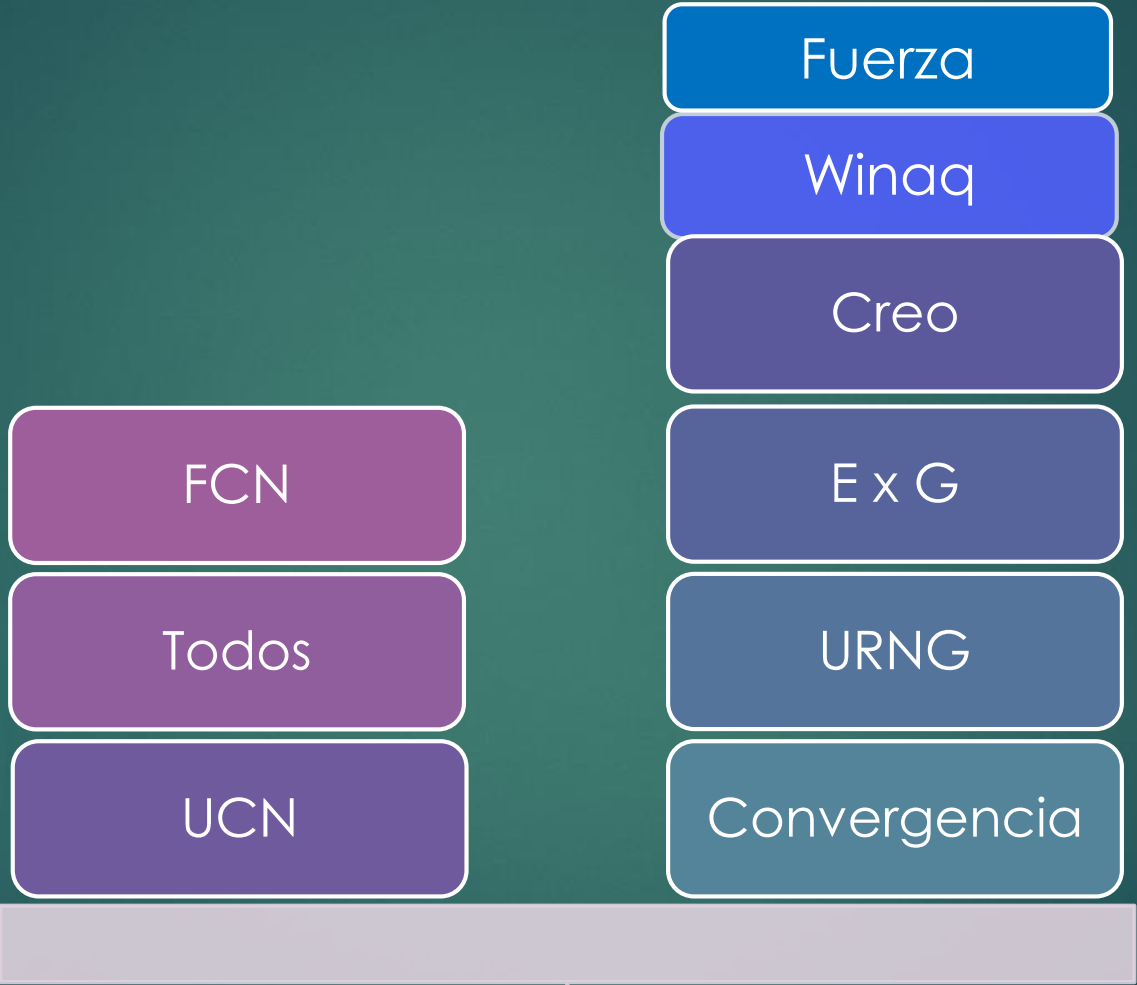 Fuerza
Winaq
Creo
FCN
E x G
Todos
URNG
UCN
Convergencia